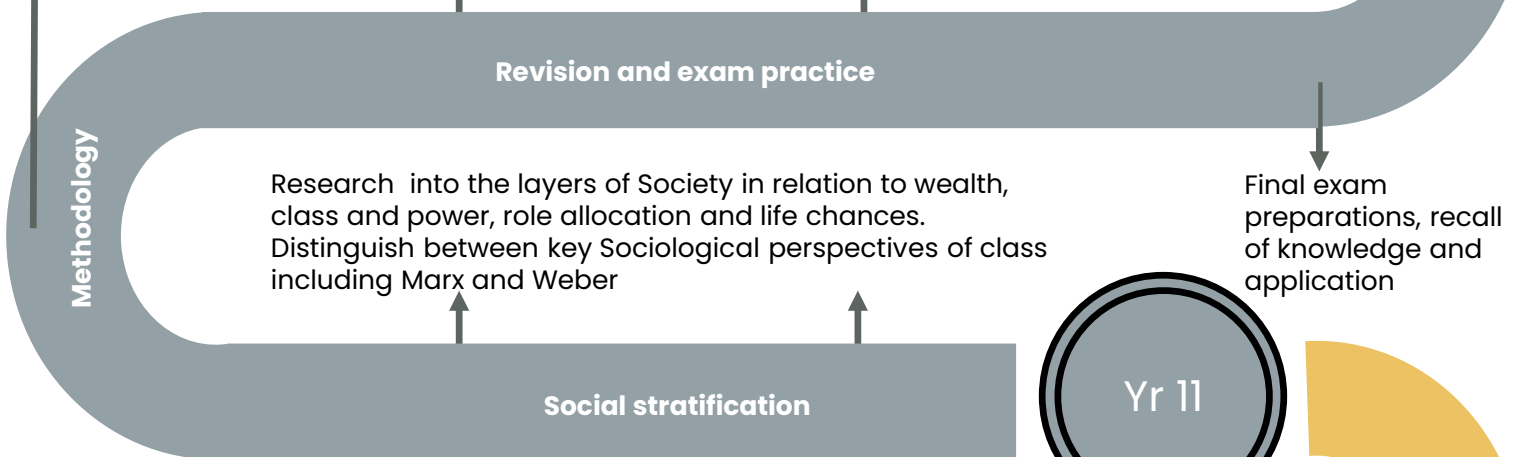 Revision and exam practice
Methodology
Research  into the layers of Society in relation to wealth,
class and power, role allocation and life chances.
Distinguish between key Sociological perspectives of class
including Marx and Weber
Final exam
preparations, recall
of knowledge and
application
Yr 11
Social stratification